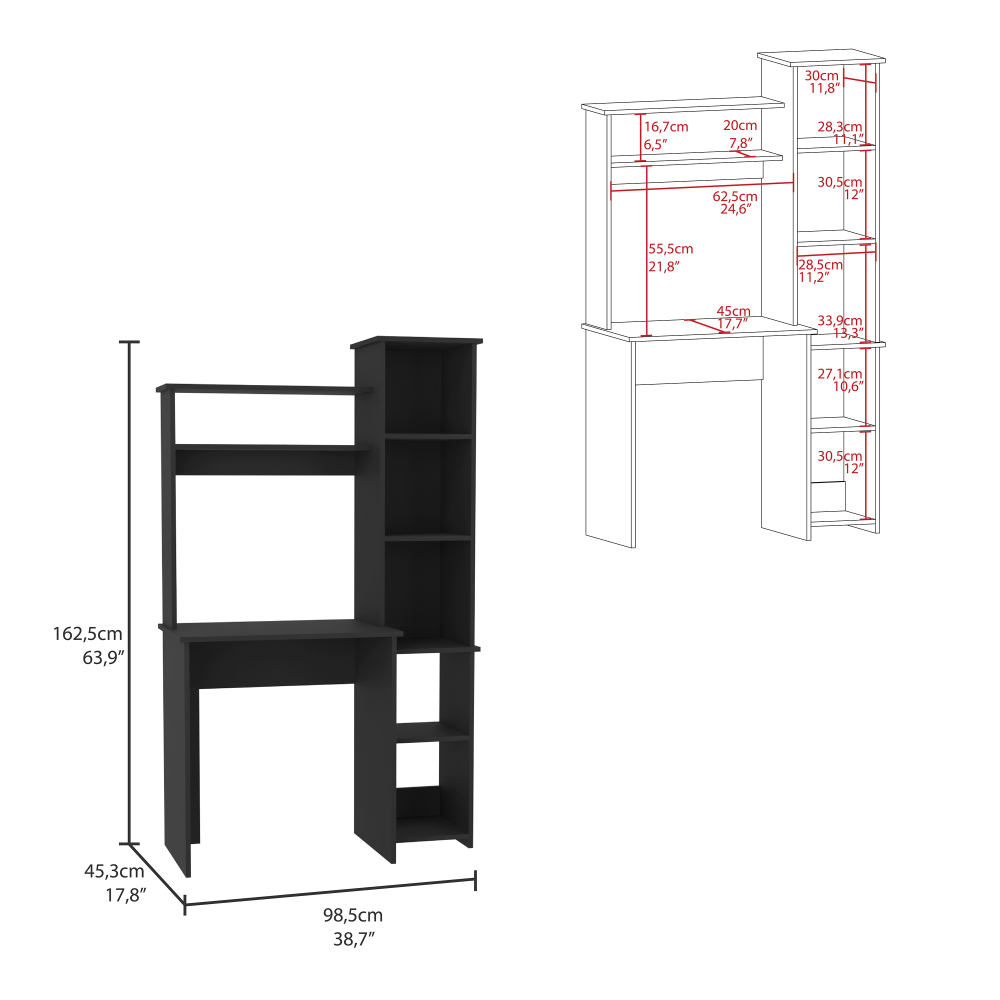 30cm
11,8”
16,7cm
6,5”
20cm
7,8”
28,3cm
11,1”
30,5cm
12”
62,5cm
24,6”
55,5cm
21,8”
28,5cm
11,2”
45cm
17,7”
33,9cm
13,3”
27,1cm
10,6”
30,5cm
12”
162,5cm
63,9”
45,3cm
17,8”
98,5cm
38,7”